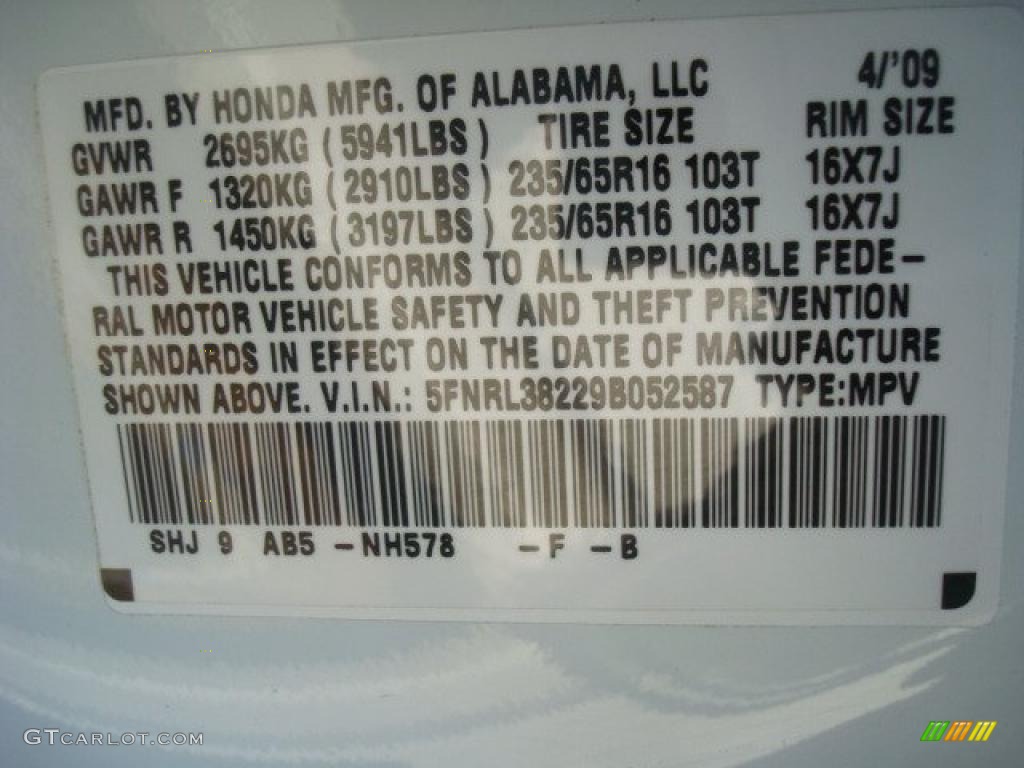 MFD. BY HONDA MFG. OF ALABAMA, LLC 4/'09
GVWR 2695KG (5941LBS) TIRE SIZE RIM SIZE
GAWR F 1320KG (2910LBS) 235/65R16 103T 16X7J
GAWR R 1450KG (3197LBS) 235/65R16 103T 16X7J
THIS VEHICLE CONFORMS TO ALL APPLICABLE FEDE-
RAL MOTOR VEHICLE SAFETY AND THEFT PREVENTION
STANDARDS IN EFFECT ON THE DATE OF MANUFACTURE
SHOWN ABOVE. V.I.N.: 5FNRL38229B052587 TYPE:MPV
SHJ 9 AB5 -NH578 -F -B
GTCARLOT.COM